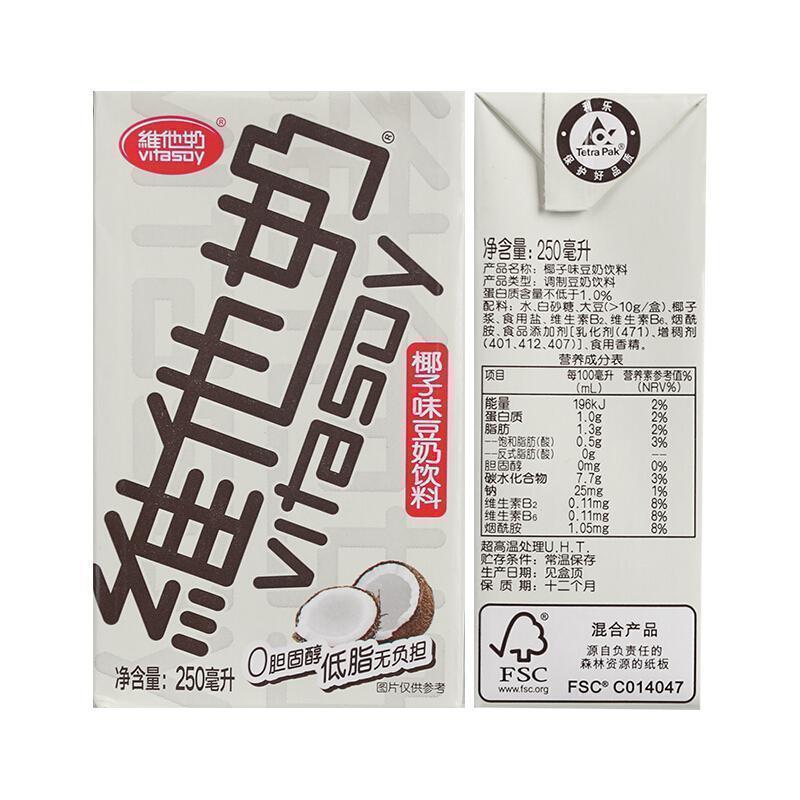 維他奶®
vitasoy
維他奶®
vitasoy
椰子味豆奶饮料
0胆固醇 低脂无负担
净含量: 250毫升
图片仅供参考
利乐
Tetra Pak®
保护好品质
净含量: 250毫升
产品名称: 椰子味豆奶饮料
产品类型: 调制豆奶饮料
蛋白质含量不低于1.0%
配料: 水、白砂糖、大豆(>10g/盒)、椰子
浆、食用盐、维生素B₂、维生素B₆、烟酰
胺、食品添加剂[乳化剂(471)、增稠剂
(401、412、407)]、食用香精。
营养成分表
项目 每100毫升(mL) 营养素参考值%(NRV%)
能量 196kJ 2%
蛋白质 1.0g 2%
脂肪 1.3g 2%
--饱和脂肪(酸) 0.5g 3%
--反式脂肪(酸) 0g --
胆固醇 0mg 0%
碳水化合物 7.7g 3%
钠 25mg 1%
维生素B₂ 0.11mg 8%
维生素B₆ 0.11mg 8%
烟酰胺 1.05mg 8%
超高温处理U.H.T.
贮存条件: 常温保存
生产日期: 见盒顶
保质期: 十二个月
®
FSC
www.fsc.org
混合产品
源自负责任的
森林资源的纸板
FSC® C014047